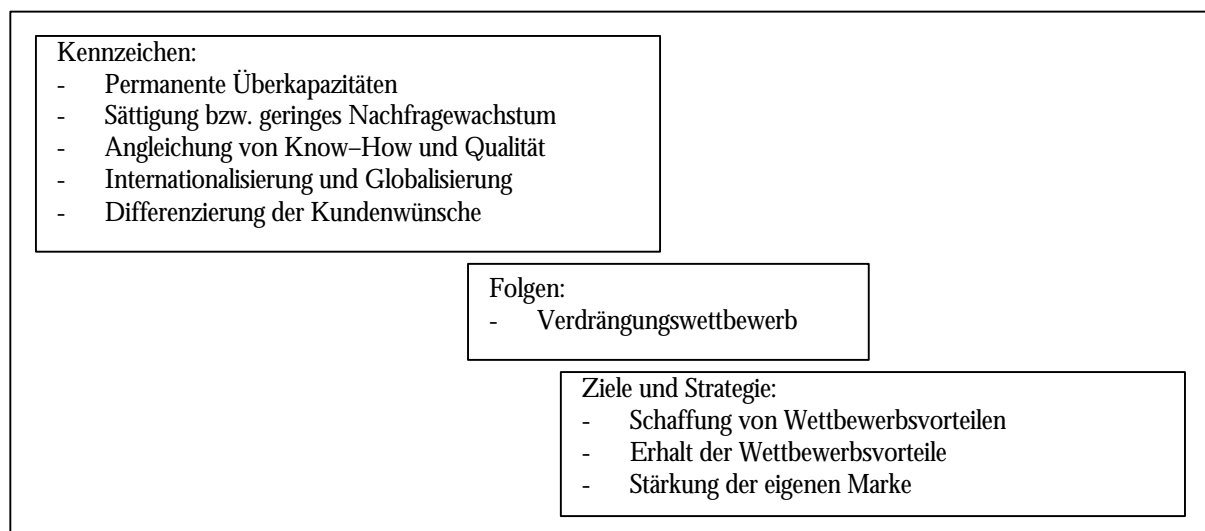 Kennzeichen:
- Permanente Überkapazitäten
- Sättigung bzw. geringes Nachfragewachstum
- Angleichung von Know–How und Qualität
- Internationalisierung und Globalisierung
- Differenzierung der Kundenwünsche
Folgen:
- Verdrängungswettbewerb
Ziele und Strategie:
- Schaffung von Wettbewerbsvorteilen
- Erhalt der Wettbewerbsvorteile
- Stärkung der eigenen Marke